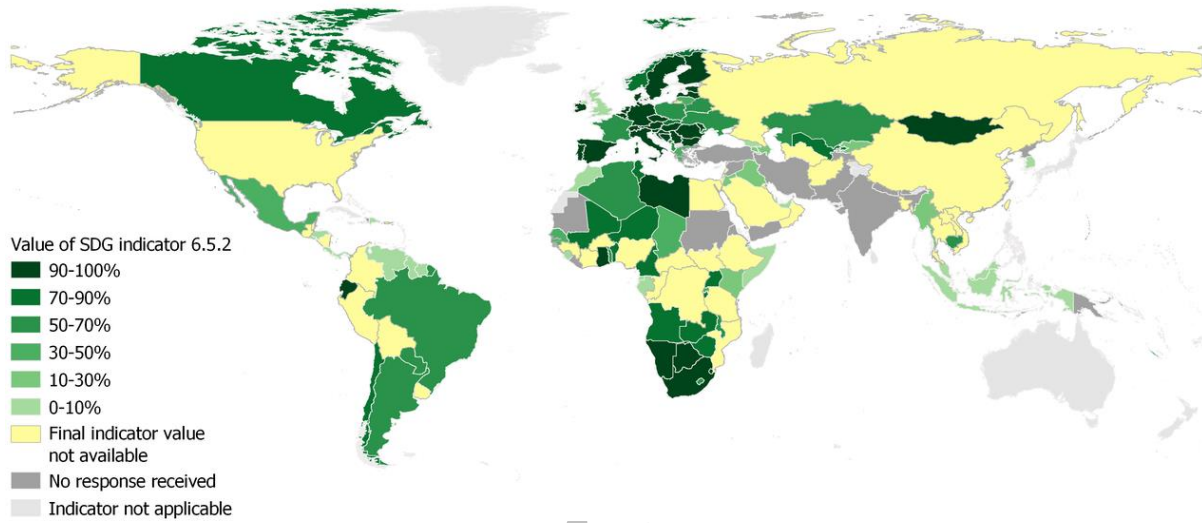 Value of SDG indicator 6.5.2
90-100%
70-90%
50-70%
30-50%
10-30%
0-10%
Final indicator value
not available
No response received
Indicator not applicable